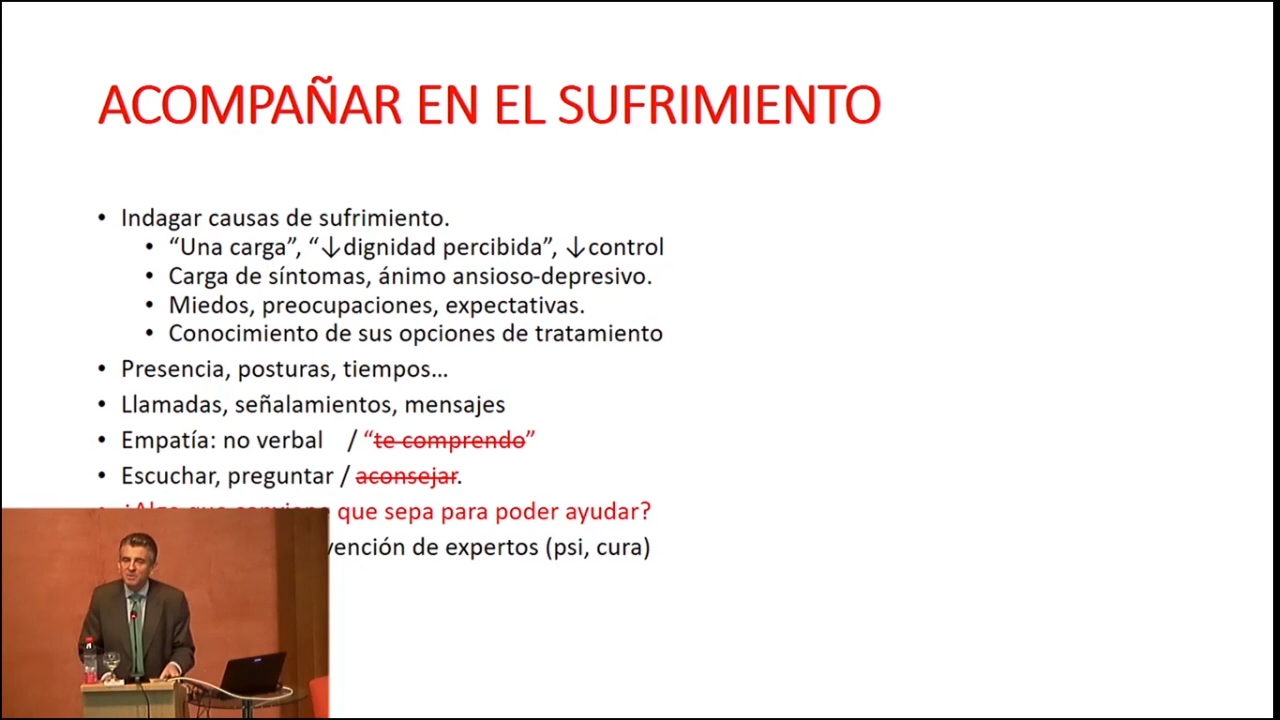 ACOMPAÑAR EN EL SUFRIMIENTO
• Indagar causas de sufrimiento.
• “Una carga”, “↓dignidad percibida”, ↓control
• Carga de síntomas, ánimo ansioso-depresivo.
• Miedos, preocupaciones, expectativas.
• Conocimiento de sus opciones de tratamiento
• Presencia, posturas, tiempos...
• Llamadas, señalamientos, mensajes
• Empatía: no verbal / “te comprendo”
• Escuchar, preguntar / aconsejar.
que sepa para poder ayudar?
de expertos (psi, cura)